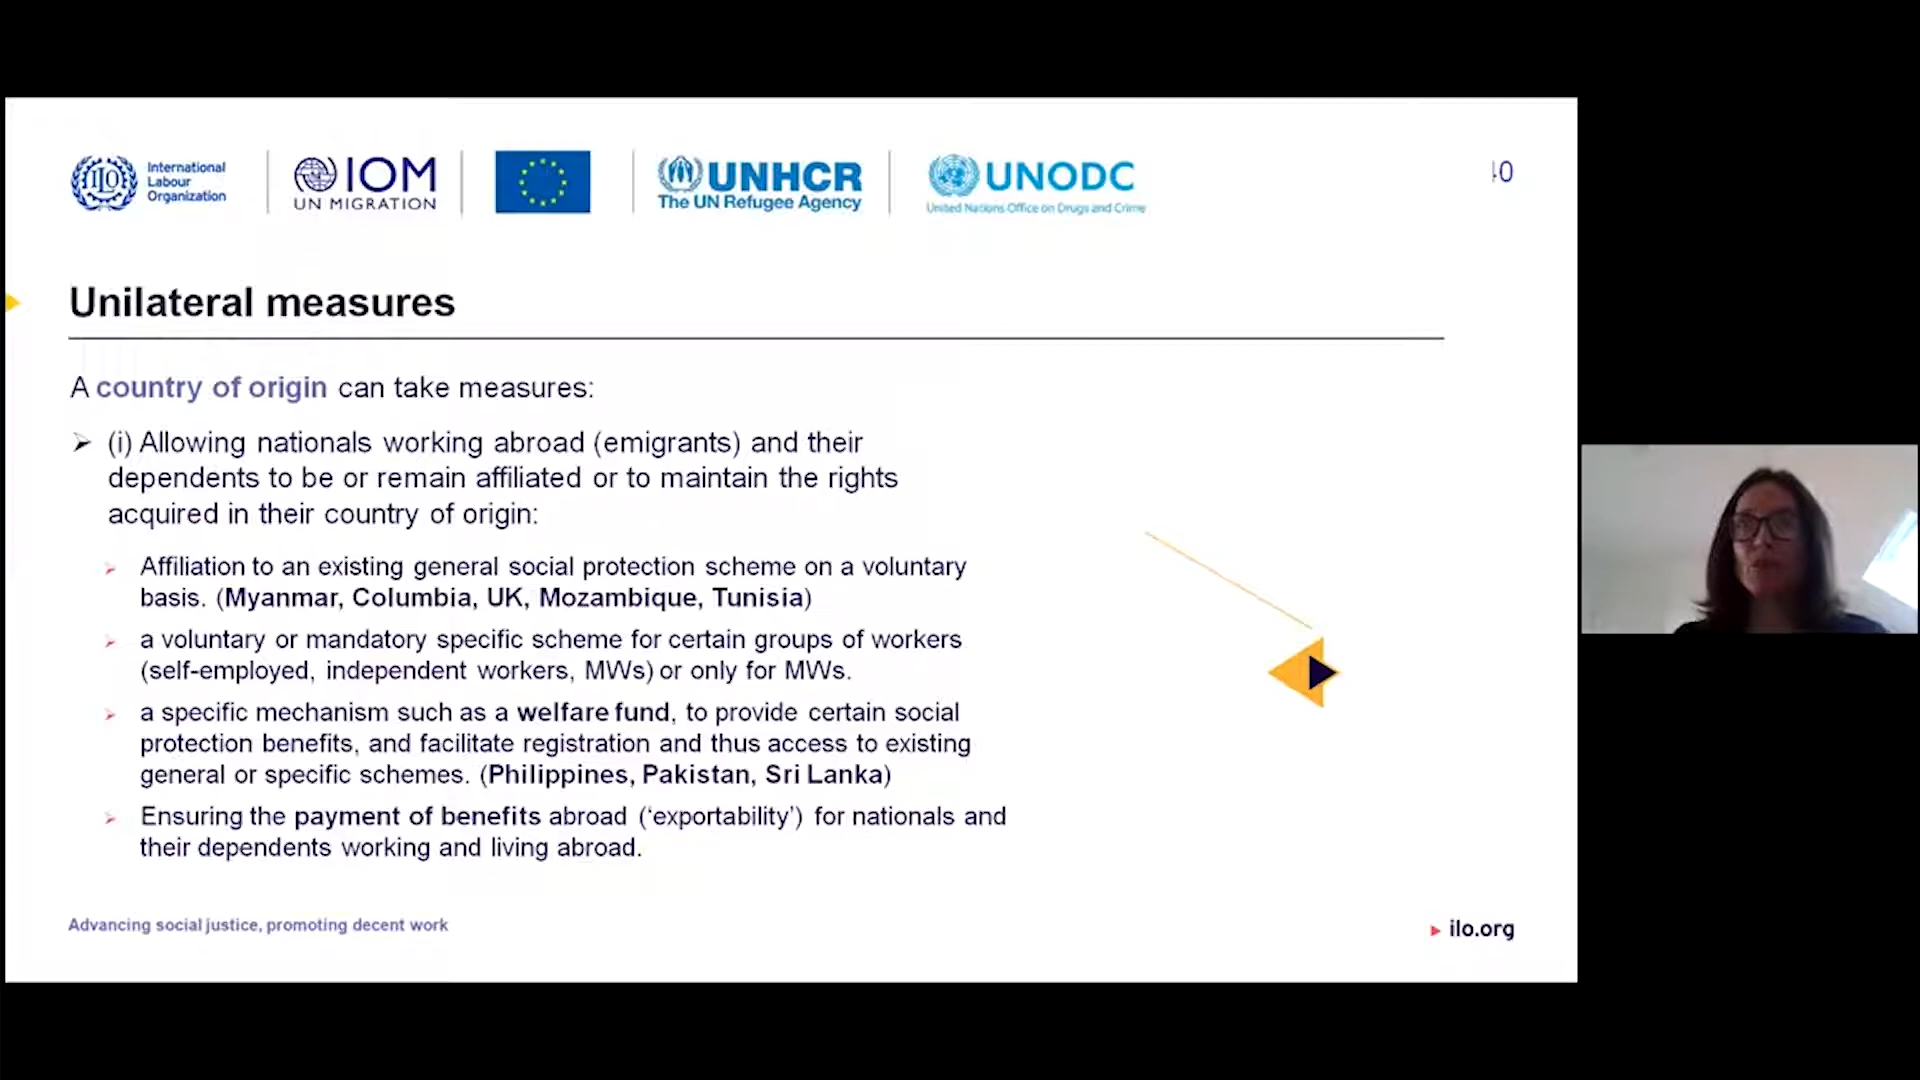 International
Labour
Organization
IOM
UN MIGRATION
UNHCR
The UN Refugee Agency
UNODC
United Nations Office on Drugs and Crime
Unilateral measures
A country of origin can take measures:
(i) Allowing nationals working abroad (emigrants) and their
dependents to be or remain affiliated or to maintain the rights
acquired in their country of origin:
Affiliation to an existing general social protection scheme on a voluntary
basis. (Myanmar, Columbia, UK, Mozambique, Tunisia)
a voluntary or mandatory specific scheme for certain groups of workers
(self-employed, independent workers, MWs) or only for MWs.
a specific mechanism such as a welfare fund, to provide certain social
protection benefits, and facilitate registration and thus access to existing
general or specific schemes. (Philippines, Pakistan, Sri Lanka)
Ensuring the payment of benefits abroad (‘exportability’) for nationals and
their dependents working and living abroad.
Advancing social justice, promoting decent work
ilo.org